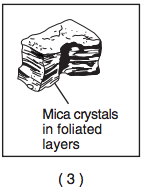 Mica crystals
in foliated
layers
( 3 )